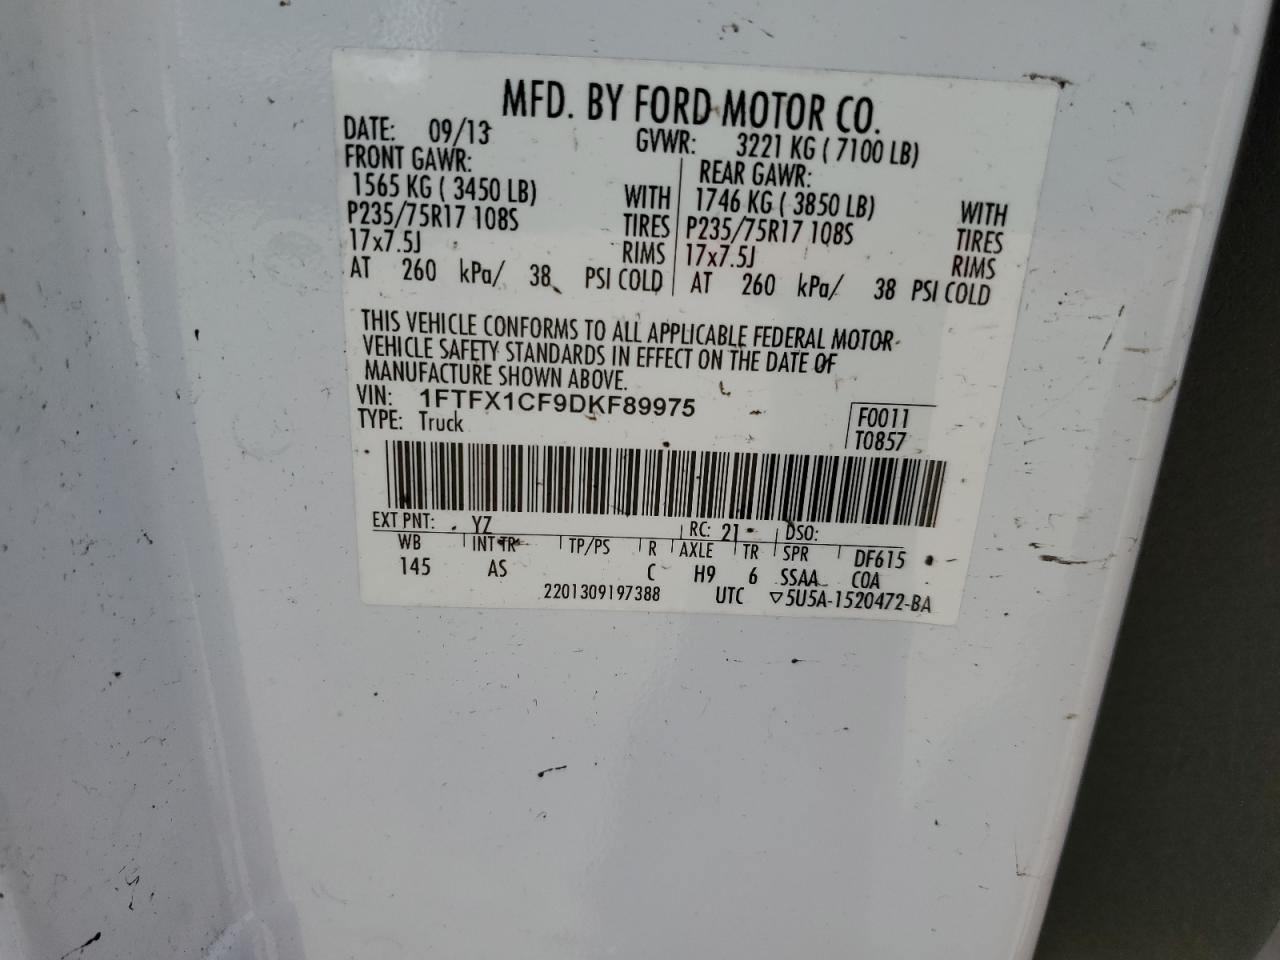 MFD. BY FORD MOTOR CO.
DATE: 09/13 GVWR: 3221 KG ( 7100 LB)
FRONT GAWR: REAR GAWR:
1565 KG ( 3450 LB) WITH 1746 KG ( 3850 LB) WITH
P235/75R17 108S TIRES P235/75R17 108S TIRES
17x7.5J RIMS 17x7.5J RIMS
AT 260 kPa/ 38 PSI COLD AT 260 kPa/ 38 PSI COLD
THIS VEHICLE CONFORMS TO ALL APPLICABLE FEDERAL MOTOR
VEHICLE SAFETY STANDARDS IN EFFECT ON THE DATE OF
MANUFACTURE SHOWN ABOVE.
VIN: 1FTFX1CF9DKF89975
TYPE: Truck
F0011
T0857
EXT PNT: YZ RC: 21 DSO:
WB INT TR TP/PS R AXLE TR SPR DF615
145 AS C H9 6 SSAA COA
2201309197388 UTC ▽5U5A-1520472-BA